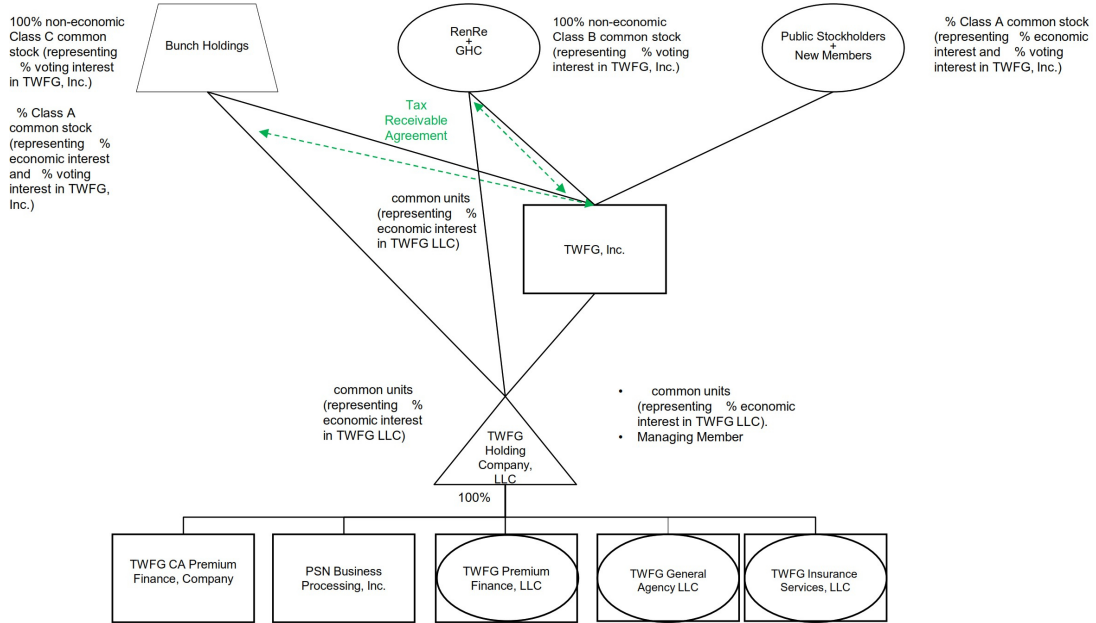 100% non-economic
Class C common
stock (representing
% voting interest
in TWFG, Inc.)
% Class A
common stock
(representing %
economic interest
and % voting
interest in TWFG,
Inc.)
Bunch Holdings
RenRe
+
GHC
100% non-economic
Class B common stock
(representing % voting
interest in TWFG, Inc.)
Public Stockholders
+
New Members
% Class A common stock
(representing % economic
interest and % voting
interest in TWFG, Inc.)
Tax
Receivable
Agreement
common units
(representing %
economic interest
in TWFG LLC)
TWFG, Inc.
common units
(representing %
economic interest
in TWFG LLC)
• common units
(representing % economic
interest in TWFG LLC).
• Managing Member
TWFG
Holding
Company,
LLC
100%
TWFG CA Premium
Finance, Company
PSN Business
Processing, Inc.
TWFG Premium
Finance, LLC
TWFG General
Agency LLC
TWFG Insurance
Services, LLC